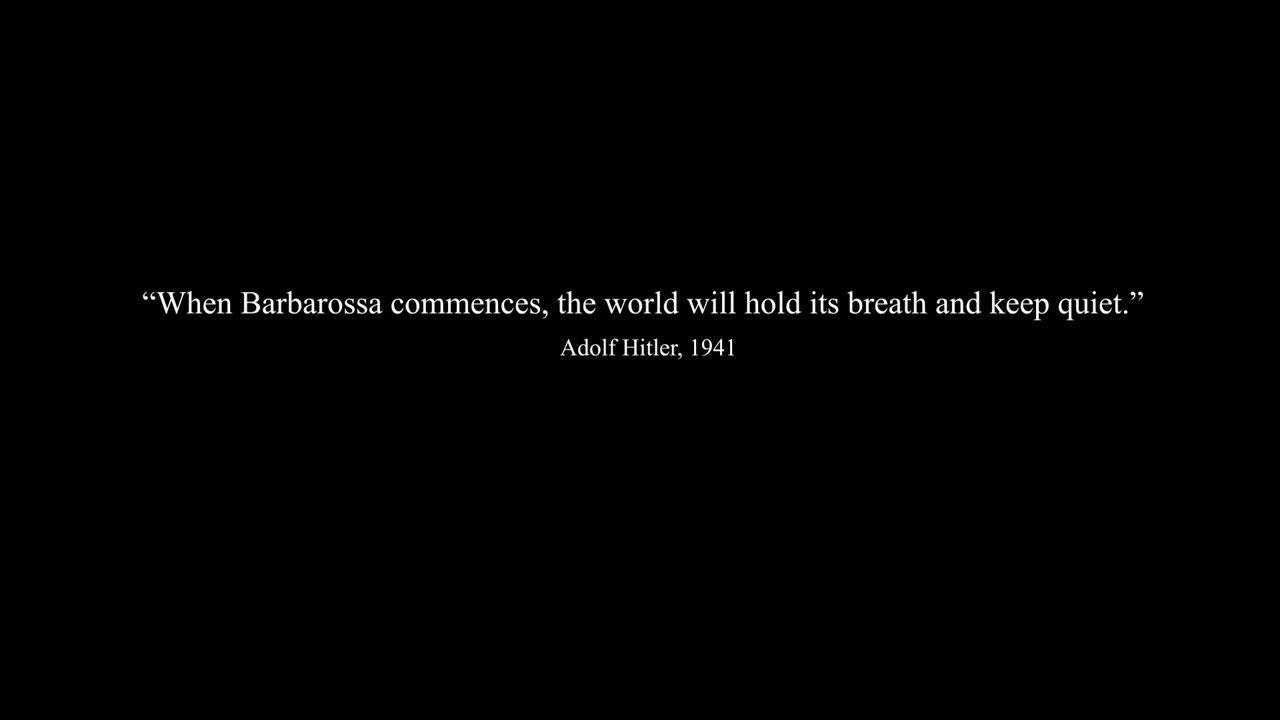 “When Barbarossa commences, the world will hold its breath and keep quiet.”
Adolf Hitler, 1941